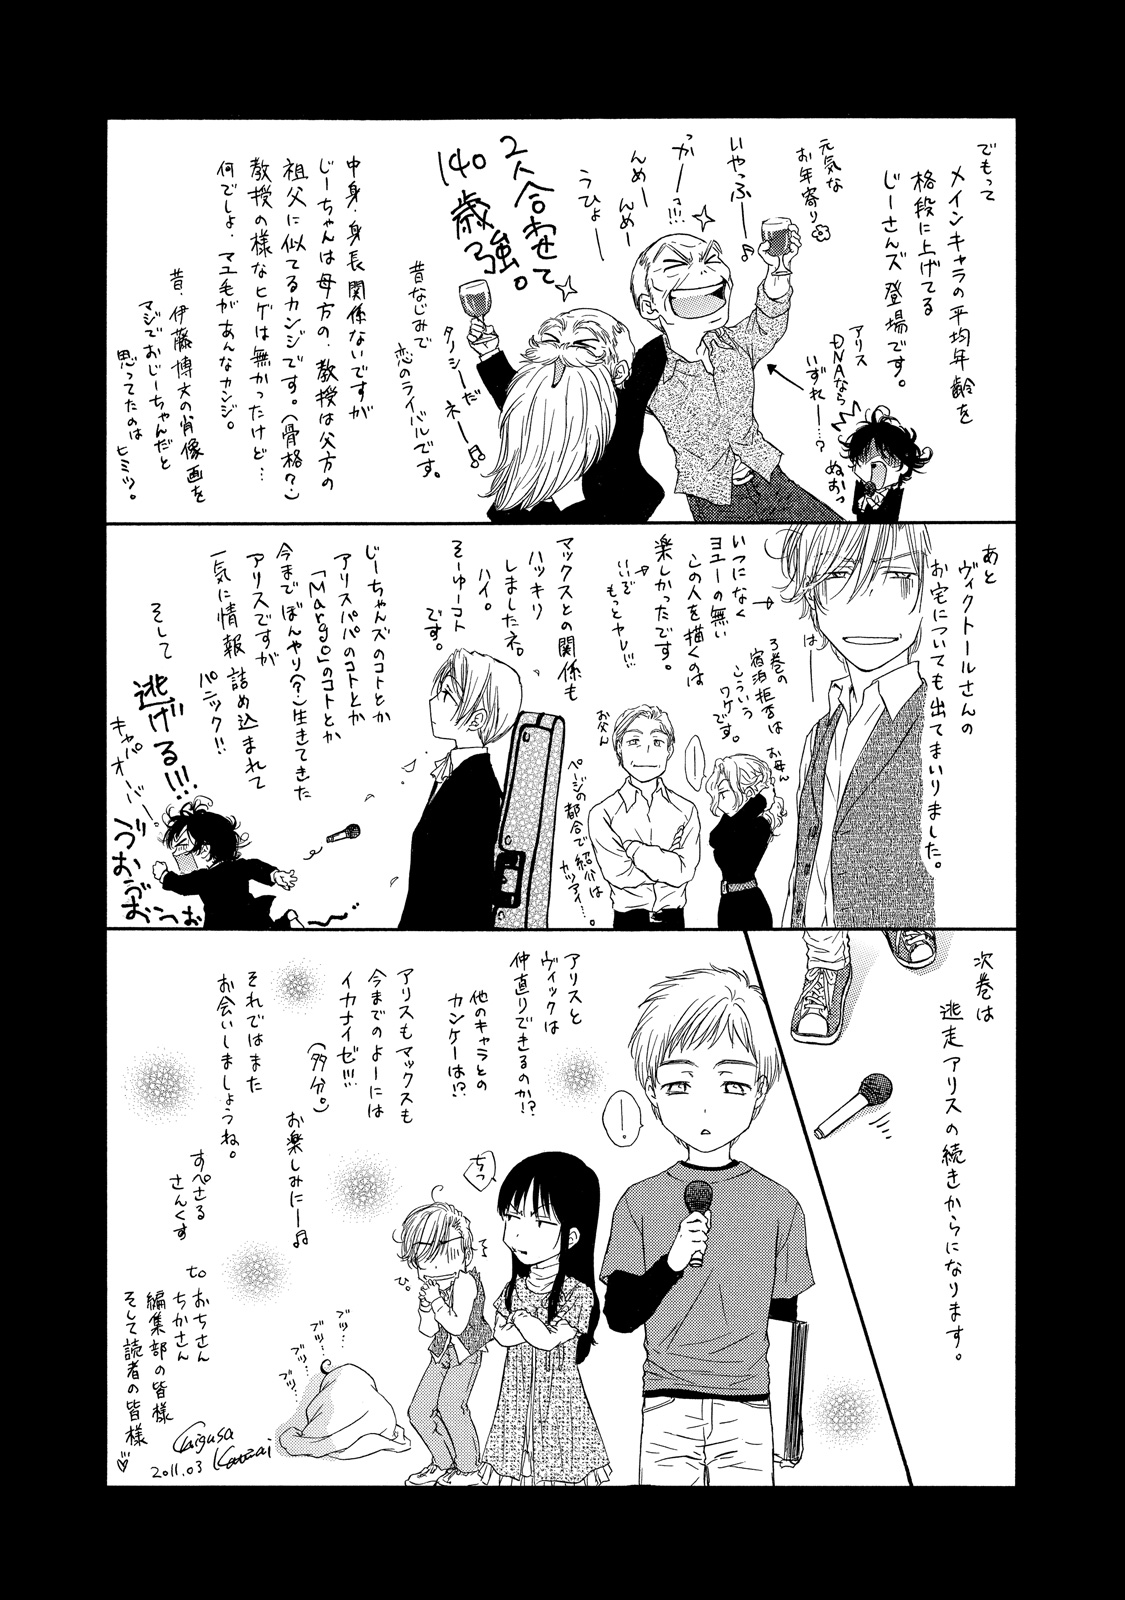 でもって
メインキャラの平均年齢を
格段に上げてる
じーさんズ登場です。
元気な
お年寄り
アリス
DNAなら
いずれー…?
ぬおっ
いやっふー♪
っかーっ!!!
んめー
んめー
うひょー
2人合わせて
140歳強。
タリシーだ
ネー♪
昔なじみで
恋のライバルです。
中身・身長関係ないですが
じーちゃんは母方の、教授は父方の
祖父に似てるカンジです。(骨格?)
教授の様なヒゲは無かったけど…
何でしょ、マユ毛があんなカンジ。
昔、伊藤博文の肖像画を
マジでおじーちゃんだと
思ってたのは
ヒミツ。
あと
ヴィクトールさんの
お宅についても出てまいりました。
いつになく
ヨユーの無い
この人を描くのは
楽しかったです。
いいぞ
もっとヤレ!!!
3巻の
宿泊拒否は
こういう
ワケです。
お母ん
お父ん
ページの都合で紹介は
カツアイ…。
マックスとの関係も
ハッキリ
しましたネ。
ハイ。
そーゆーコト
です。
じーちゃんズのコトとか
アリスパパのコトとか
「Margo」のコトとか
今までぼんやり(?)生きてきた
アリスですが
一気に情報詰め込まれて
パニック!!
そして
逃げる!!!
キャパオーバー。
ゔおゔおっっお
次巻は
逃走アリスの続きからになります。
アリスと
ヴィックは
仲直りできるのか!?
他のキャラとの
カンケーは!?
アリスもマックスも
今までのよーには
イカナイゼ!!!
(多分。)
お楽しみにー♫
それではまた
お会いしましょうね。
ちっ
ひゃ。
ブツ…
ブツ…
ブツ…
ブツ…
すぺさる
さんくす
to おちさん
ちかさん
編集部の皆様
そして読者の皆様♡
Saigusa
Kanzai
2011.03